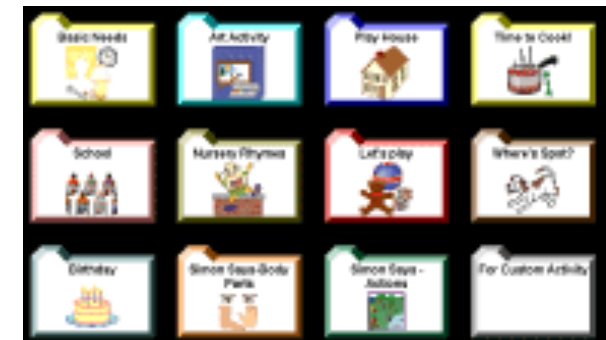 Basic Needs
Art Activity
Play House
Time to Cook!
School
Nursery Rhymes
Let's play
Where's Spot?
Birthday
Simon Says-Body
Parts
Simon Says -
Actions
For Custom Activity